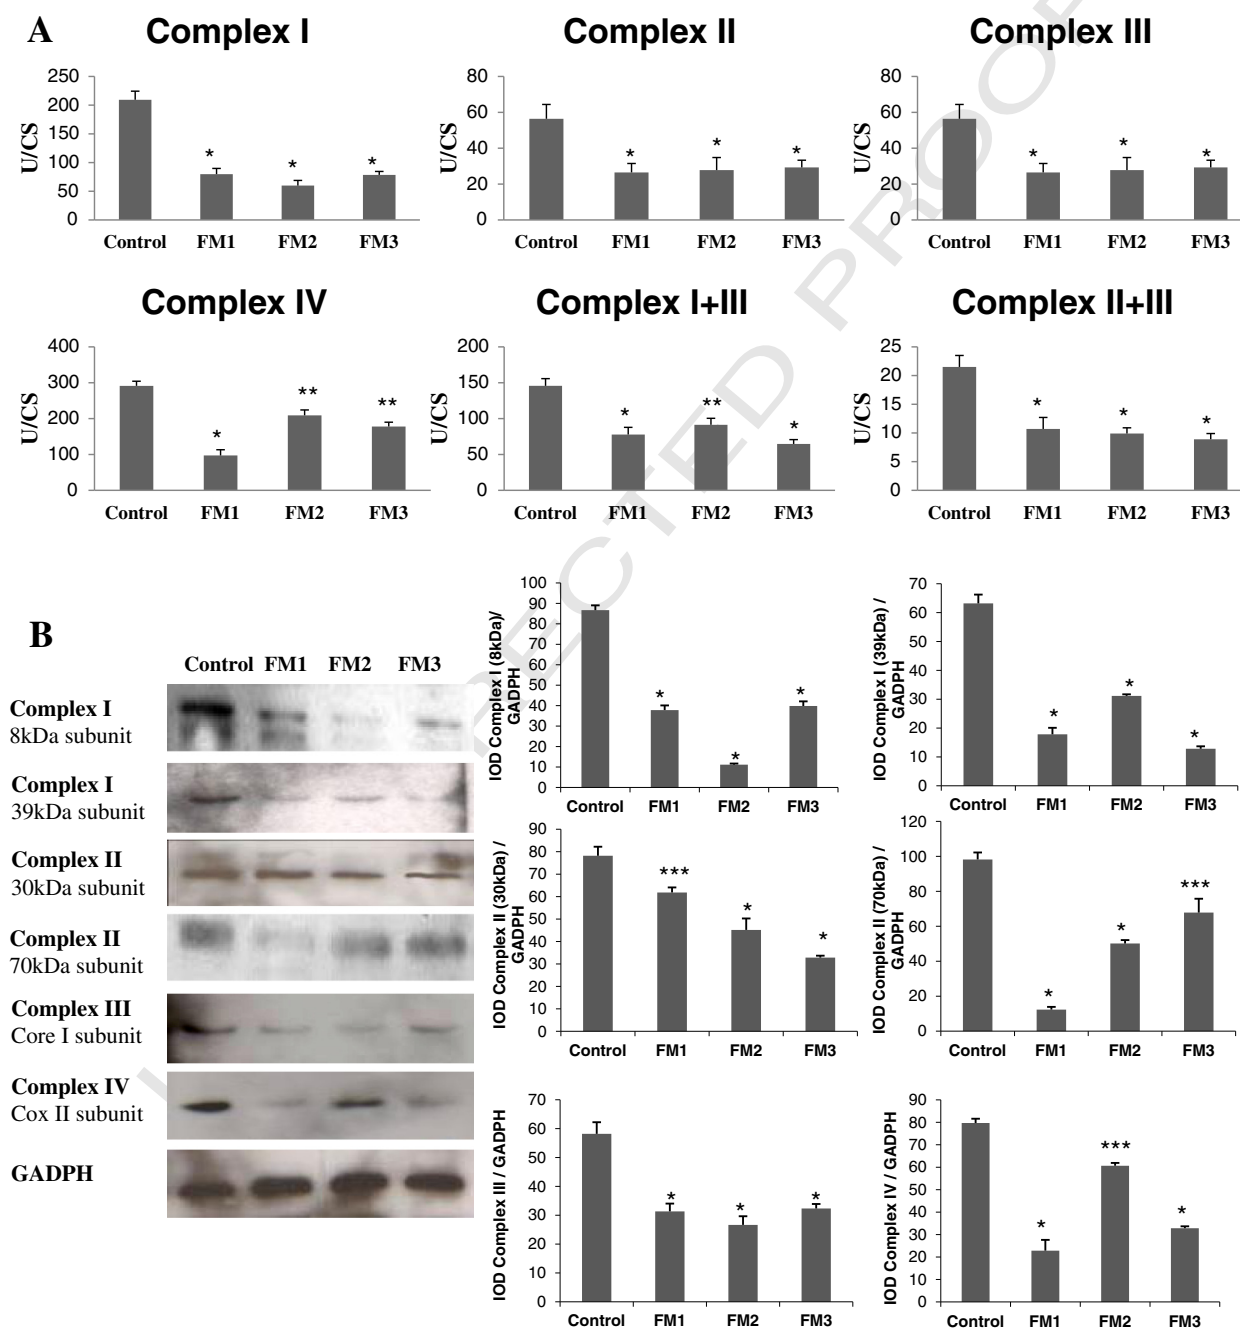 A
Complex I
Complex II
Complex III
U/CS
250
200
150
100
50
0
*
*
*
Control FM1 FM2 FM3
U/CS
80
60
40
20
0
*
*
*
Control FM1 FM2 FM3
U/CS
80
60
40
20
0
*
*
*
Control FM1 FM2 FM3
Complex IV
Complex I+III
Complex II+III
U/CS
400
300
200
100
0
*
**
**
Control FM1 FM2 FM3
U/CS
200
150
100
50
0
*
**
*
Control FM1 FM2 FM3
U/CS
25
20
15
10
5
0
*
*
*
Control FM1 FM2 FM3
B
Control FM1 FM2 FM3
Complex I
8kDa subunit
Complex I
39kDa subunit
Complex II
30kDa subunit
Complex II
70kDa subunit
Complex III
Core I subunit
Complex IV
Cox II subunit
GADPH
IOD Complex I (8kDa)/
GADPH
100
90
80
70
60
50
40
30
20
10
0
*
*
*
Control FM1 FM2 FM3
IOD Complex I (39kDa) /
GADPH
70
60
50
40
30
20
10
0
*
*
*
Control FM1 FM2 FM3
IOD Complex II (30kDa) /
GADPH
90
80
70
60
50
40
30
20
10
0
***
*
*
Control FM1 FM2 FM3
IOD Complex II (70kDa) /
GADPH
120
100
80
60
40
20
0
*
*
***
Control FM1 FM2 FM3
IOD Complex III / GADPH
70
60
50
40
30
20
10
0
*
*
*
Control FM1 FM2 FM3
IOD Complex IV / GADPH
90
80
70
60
50
40
30
20
10
0
*
***
*
Control FM1 FM2 FM3